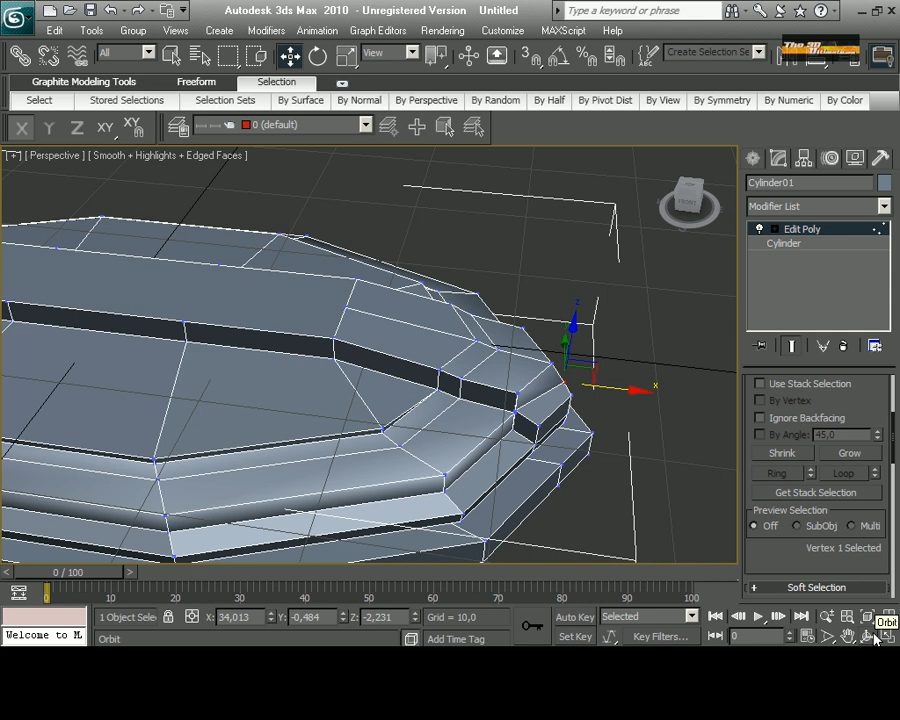 Autodesk 3ds Max 2010 - Unregistered Version Untitled
Type a keyword or phrase
Edit Tools Group Views Create Modifiers Animation Graph Editors Rendering Customize MAXScript Help
All View Create Selection Se
Graphite Modeling Tools Freeform Selection
Select Stored Selections Selection Sets By Surface By Normal By Perspective By Random By Half By Pivot Dist By View By Symmetry By Numeric By Color
X Y Z XY XY 0 (default)
[ + ] [ Perspective ] [ Smooth + Highlights + Edged Faces ]
FRONT
z
x
Cylinder01
Modifier List
Edit Poly
Cylinder
Use Stack Selection
By Vertex
Ignore Backfacing
By Angle: 45,0
Shrink Grow
Ring Loop
Get Stack Selection
Preview Selection
Off SubObj Multi
Vertex 1 Selected
+ Soft Selection
< 0 / 100 >
0 10 20 30 40 50 60 70 80 90 100
1 Object Sele X: 34,013 Y: -0,484 Z: -2,231 Grid = 10,0 Auto Key Selected
Orbit
Welcome to M Orbit Add Time Tag Set Key Key Filters... 0